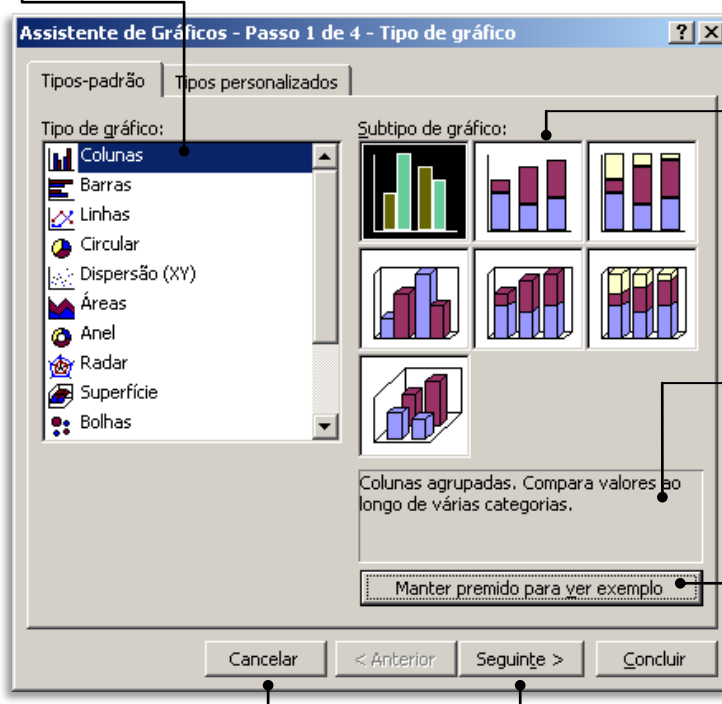 Assistente de Gráficos - Passo 1 de 4 - Tipo de gráfico
Tipos-padrão
Tipos personalizados
Tipo de gráfico:
Colunas
Barras
Linhas
Circular
Dispersão (XY)
Áreas
Anel
Radar
Superfície
Bolhas
Subtipo de gráfico:
Colunas agrupadas. Compara valores ao
longo de várias categorias.
Manter premido para ver exemplo
Cancelar
< Anterior
Seguinte >
Concluir